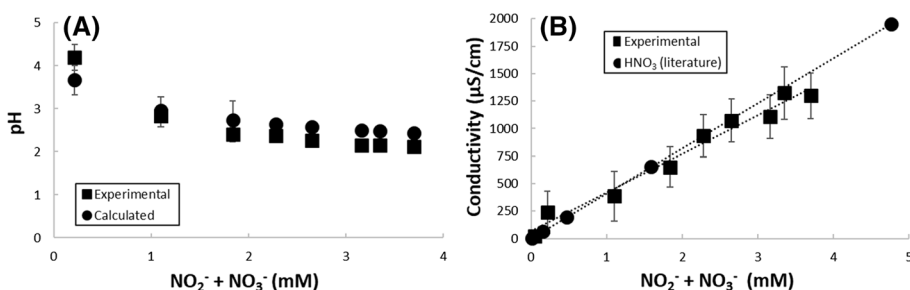 (A)
5
4
3
2
1
0
pH
Experimental
Calculated
0 1 2 3 4
NO₂⁻ + NO₃⁻ (mM)
(B)
2000
1750
1500
1250
1000
750
500
250
0
Conductivity (µS/cm)
Experimental
HNO₃ (literature)
0 1 2 3 4 5
NO₂⁻ + NO₃⁻ (mM)